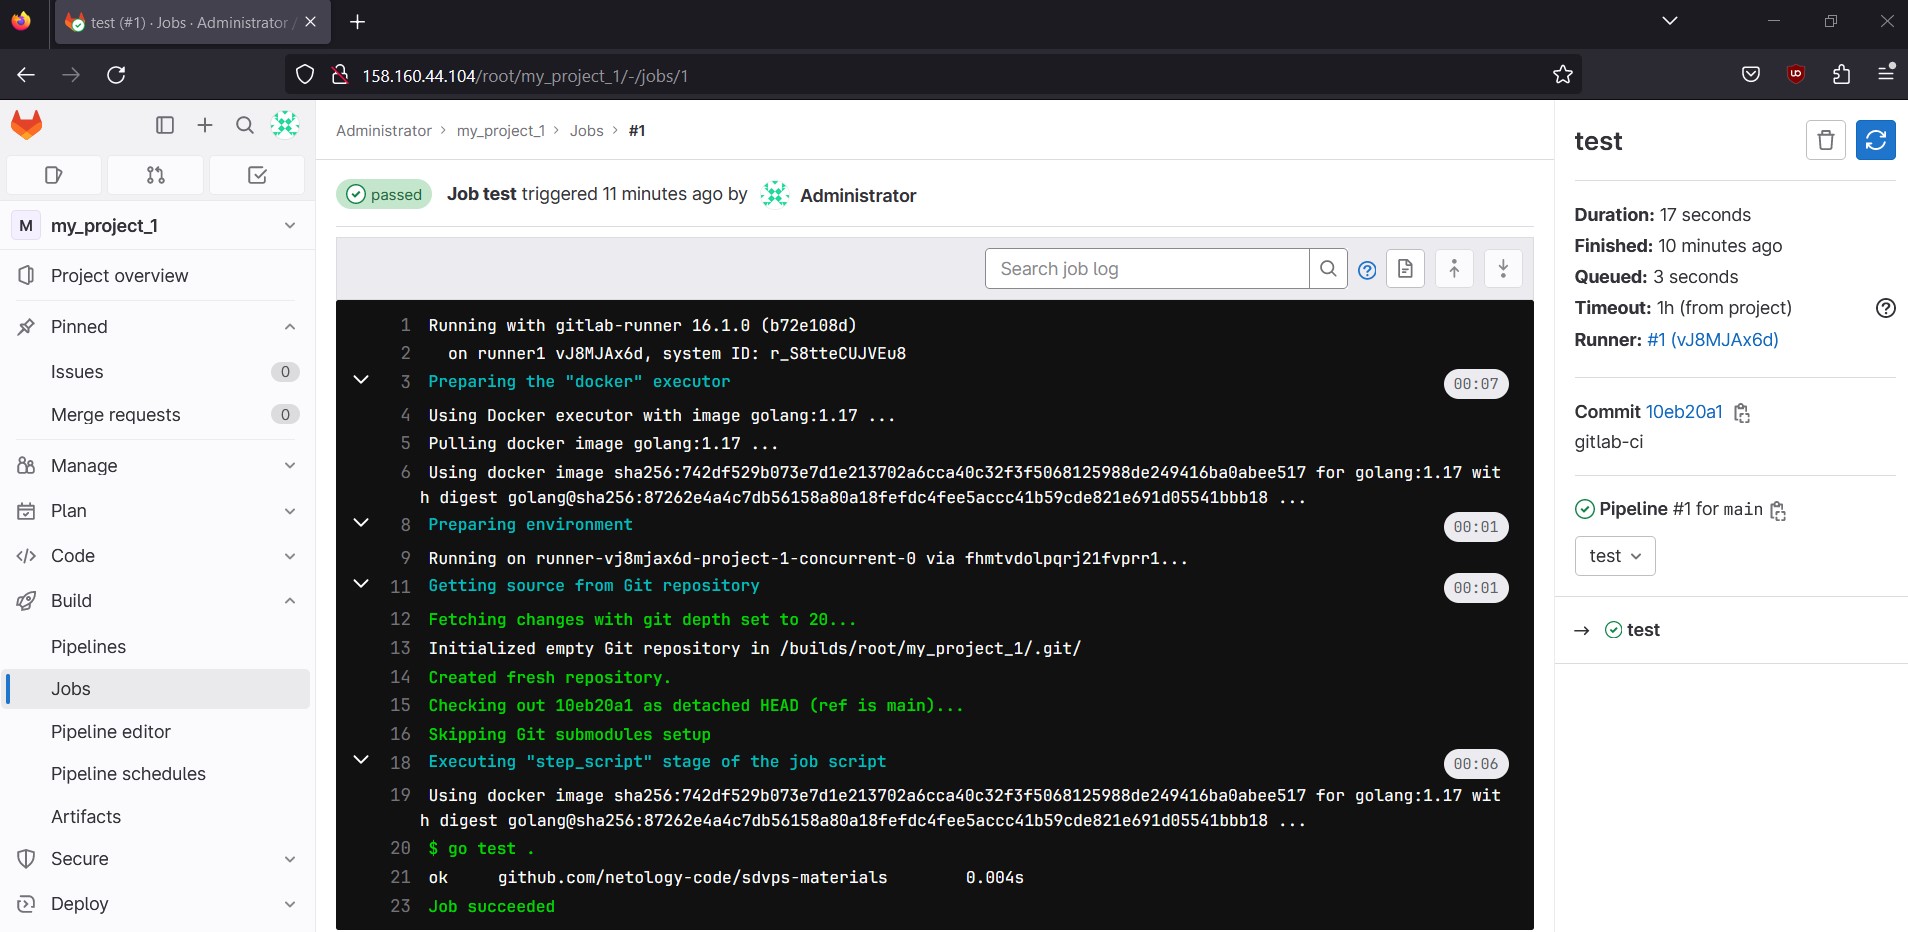 test (#1) · Jobs · Administrator /
158.160.44.104/root/my_project_1/-/jobs/1
M my_project_1
Project overview
Pinned
Issues 0
Merge requests 0
Manage
Plan
Code
Build
Pipelines
Jobs
Pipeline editor
Pipeline schedules
Artifacts
Secure
Deploy
Administrator › my_project_1 › Jobs › #1
passed Job test triggered 11 minutes ago by Administrator
Search job log
1 Running with gitlab-runner 16.1.0 (b72e108d)
2 on runner1 vJ8MJAx6d, system ID: r_S8tteCUJVEu8
3 Preparing the "docker" executor 00:07
4 Using Docker executor with image golang:1.17 ...
5 Pulling docker image golang:1.17 ...
6 Using docker image sha256:742df529b073e7d1e213702a6cca40c32f3f5068125988de249416ba0abee517 for golang:1.17 wit
h digest golang@sha256:87262e4a4c7db56158a80a18fefdc4fee5accc41b59cde821e691d05541bbb18 ...
8 Preparing environment 00:01
9 Running on runner-vj8mjax6d-project-1-concurrent-0 via fhmtvdolpqrj21fvprr1...
11 Getting source from Git repository 00:01
12 Fetching changes with git depth set to 20...
13 Initialized empty Git repository in /builds/root/my_project_1/.git/
14 Created fresh repository.
15 Checking out 10eb20a1 as detached HEAD (ref is main)...
16 Skipping Git submodules setup
18 Executing "step_script" stage of the job script 00:06
19 Using docker image sha256:742df529b073e7d1e213702a6cca40c32f3f5068125988de249416ba0abee517 for golang:1.17 wit
h digest golang@sha256:87262e4a4c7db56158a80a18fefdc4fee5accc41b59cde821e691d05541bbb18 ...
20 $ go test .
21 ok github.com/netology-code/sdvps-materials 0.004s
23 Job succeeded
test
Duration: 17 seconds
Finished: 10 minutes ago
Queued: 3 seconds
Timeout: 1h (from project)
Runner: #1 (vJ8MJAx6d)
Commit 10eb20a1
gitlab-ci
Pipeline #1 for main
test
→ test